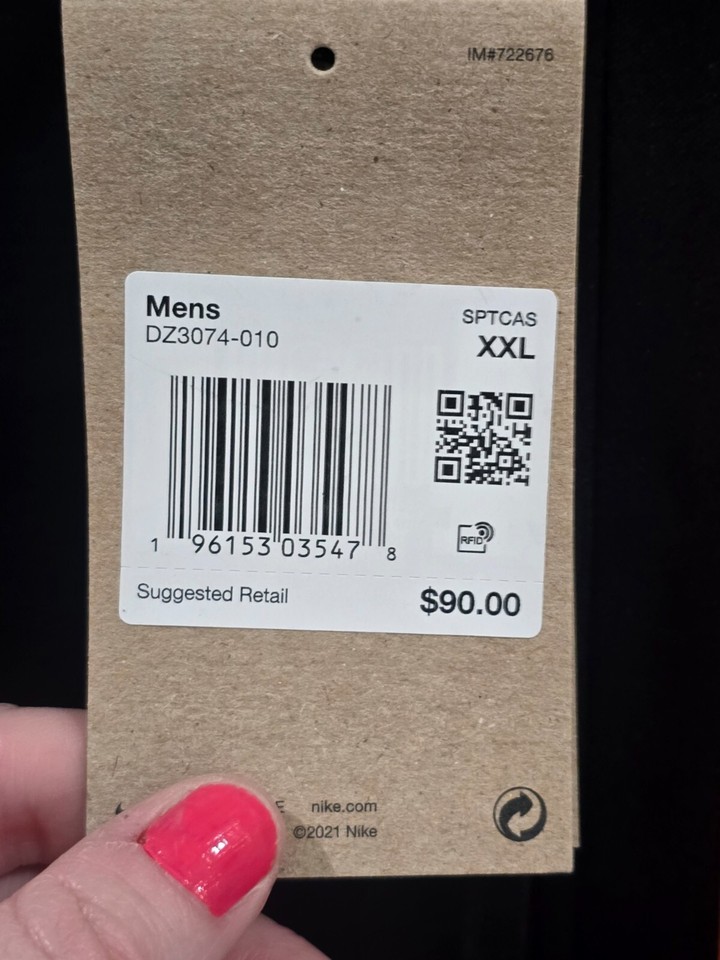 IM#722676
Mens
SPTCAS
DZ3074-010
XXL
RFID
1 96153 03547 8
Suggested Retail
$90.00
nike.com
©2021 Nike